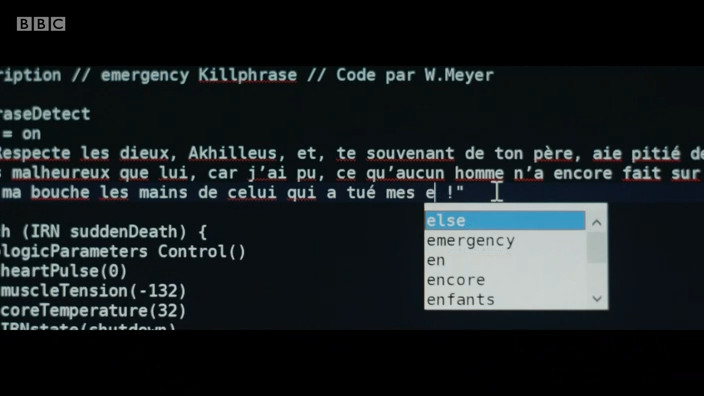 BBC
ription // emergency Killphrase // Code par W.Meyer
raseDetect
= on
Respecte les dieux, Akhilleus, et, te souvenant de ton père, aie pitié de
s malheureux que lui, car j'ai pu, ce qu'aucun homme n'a encore fait sur
ma bouche les mains de celui qui a tué mes e !"
else
emergency
en
encore
enfants
h (IRN suddenDeath) {
logicParameters Control()
heartPulse(0)
muscleTension(-132)
coreTemperature(32)
IRNstate(shutdown)